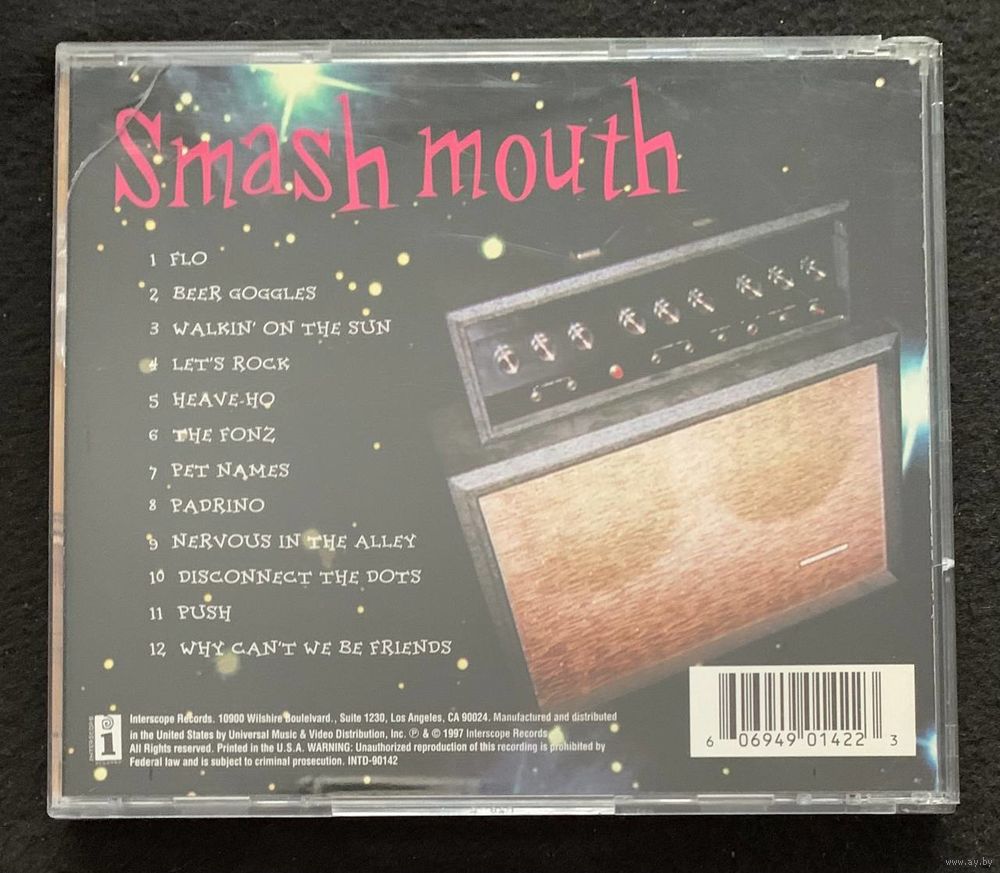 Smash mouth
1 FLO
2 BEER GOGGLES
3 WALKIN' ON THE SUN
4 LET'S ROCK
5 HEAVE-HO
6 THE FONZ
7 PET NAMES
8 PADRINO
9 NERVOUS IN THE ALLEY
10 DISCONNECT THE DOTS
11 PUSH
12 WHY CAN'T WE BE FRIENDS
INTERSCOPE
i
Interscope Records. 10900 Wilshire Boulelvard., Suite 1230, Los Angeles, CA 90024. Manufactured and distributed
in the United States by Universal Music & Video Distribution, Inc. ℗ & © 1997 Interscope Records
All Rights reserved. Printed in the U.S.A. WARNING: Unauthorized reproduction of this recording is prohibited by
Federal law and is subject to criminal prosecution. INTD-90142
6 06949 01422 3
www.ay.by